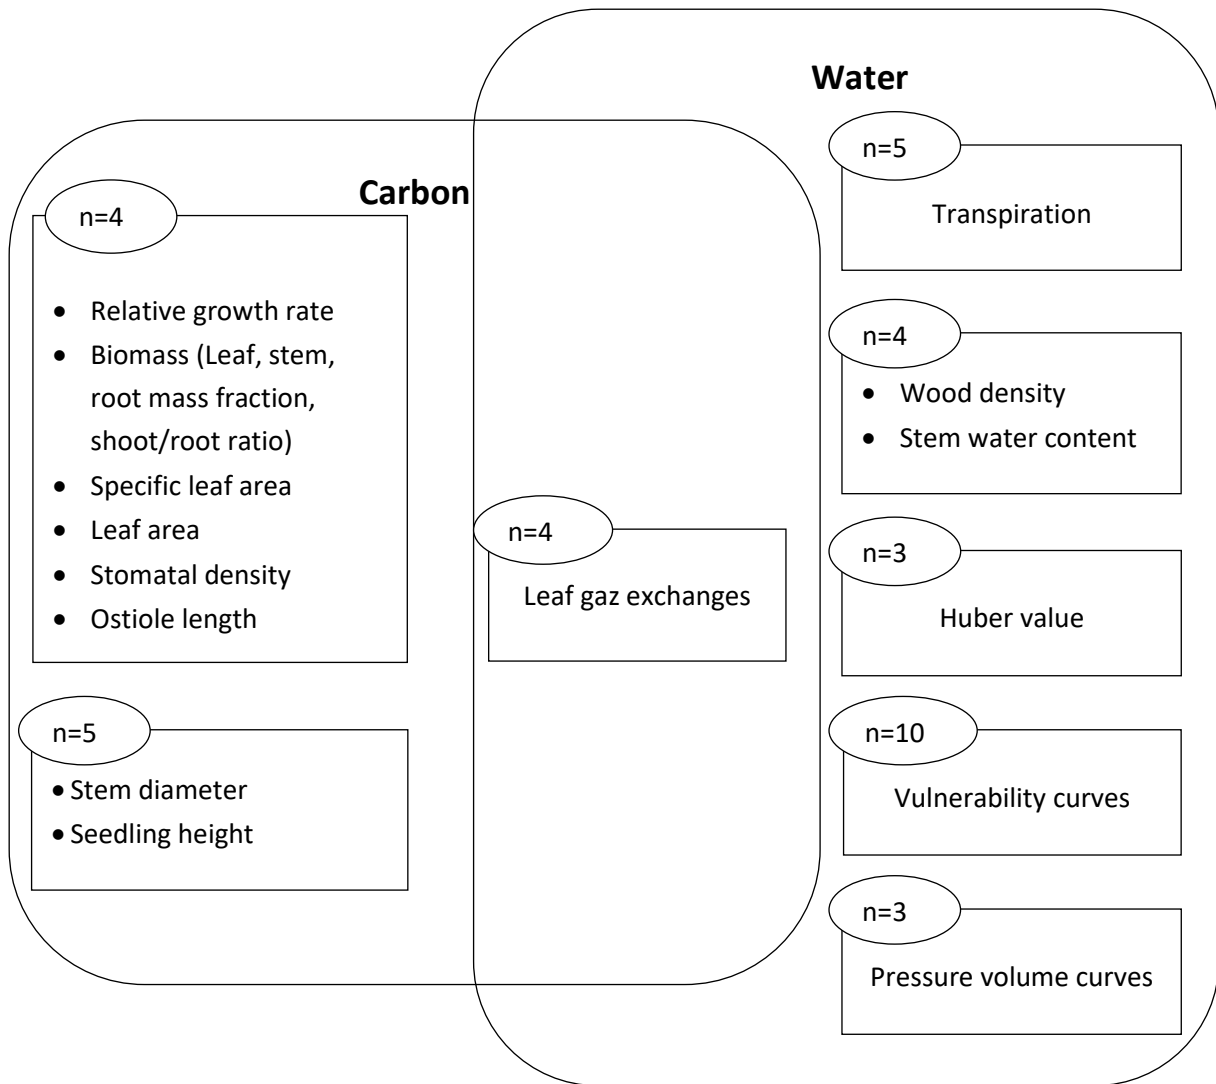 Water
n=5
Transpiration
Carbon
n=4
• Relative growth rate
• Biomass (Leaf, stem,
root mass fraction,
shoot/root ratio)
• Specific leaf area
• Leaf area
• Stomatal density
• Ostiole length
n=5
• Stem diameter
• Seedling height
n=4
Leaf gaz exchanges
n=4
• Wood density
• Stem water content
n=3
Huber value
n=10
Vulnerability curves
n=3
Pressure volume curves